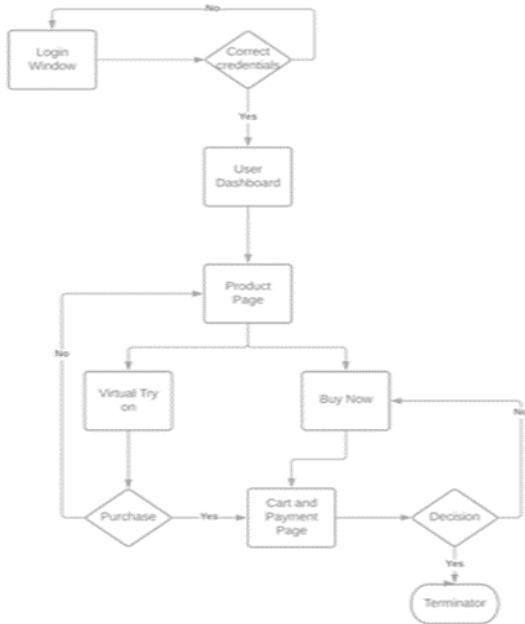 No
Login
Window
Correct
credentials
Yes
User
Dashboard
Product
Page
No
Virtual Try
on
Buy Now
No
Purchase
Yes
Cart and
Payment
Page
Decision
Yes
Terminator